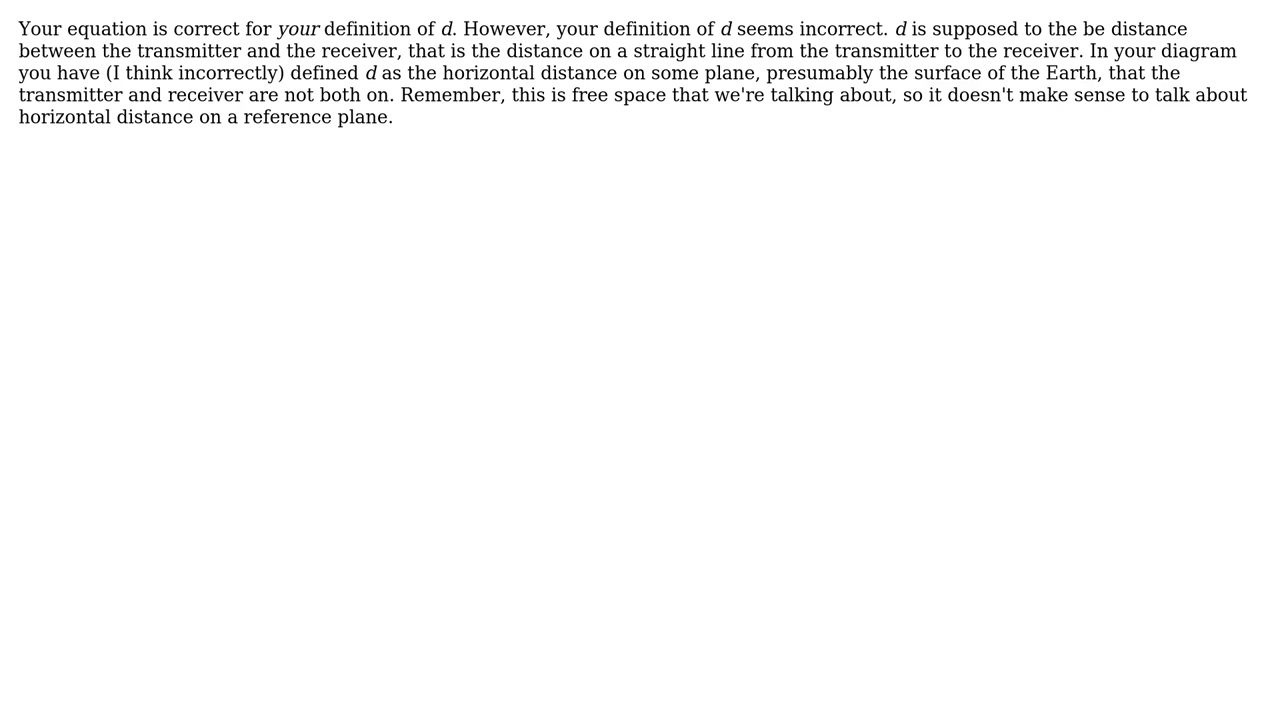 Your equation is correct for your definition of d. However, your definition of d seems incorrect. d is supposed to the be distance
between the transmitter and the receiver, that is the distance on a straight line from the transmitter to the receiver. In your diagram
you have (I think incorrectly) defined d as the horizontal distance on some plane, presumably the surface of the Earth, that the
transmitter and receiver are not both on. Remember, this is free space that we're talking about, so it doesn't make sense to talk about
horizontal distance on a reference plane.